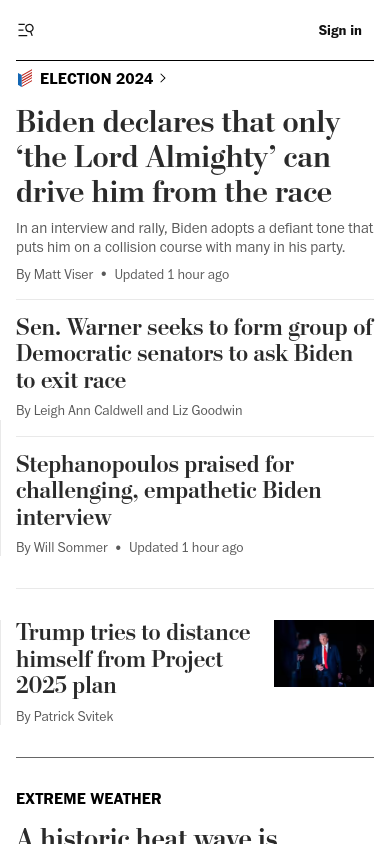 Sign in
ELECTION 2024
Biden declares that only
‘the Lord Almighty’ can
drive him from the race
In an interview and rally, Biden adopts a defiant tone that
puts him on a collision course with many in his party.
By Matt Viser • Updated 1 hour ago
Sen. Warner seeks to form group of
Democratic senators to ask Biden
to exit race
By Leigh Ann Caldwell and Liz Goodwin
Stephanopoulos praised for
challenging, empathetic Biden
interview
By Will Sommer • Updated 1 hour ago
Trump tries to distance
himself from Project
2025 plan
By Patrick Svitek
EXTREME WEATHER
A historic heat wave is